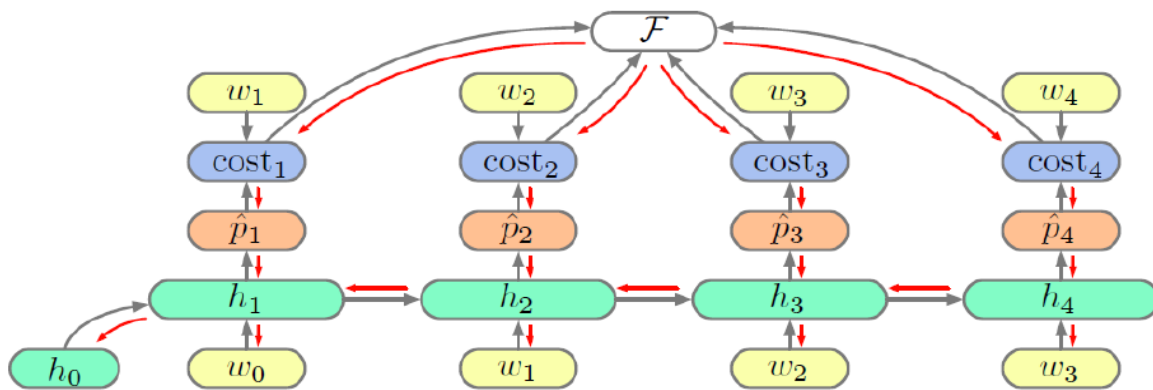 ℱ
w₁ w₂ w₃ w₄
cost₁ cost₂ cost₃ cost₄
p̂₁ p̂₂ p̂₃ p̂₄
h₁ h₂ h₃ h₄
h₀ w₀ w₁ w₂ w₃